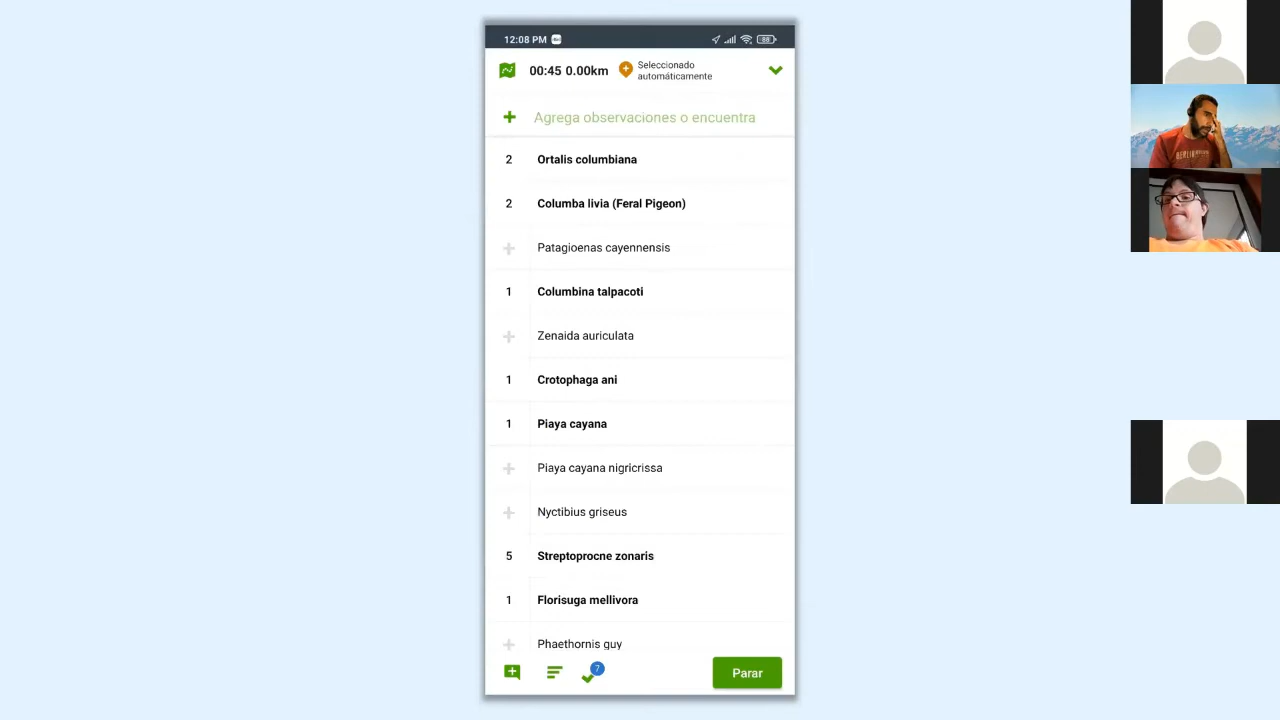 12:08 PM
88
00:45 0.00km
Seleccionado
automáticamente
Agrega observaciones o encuentra
2 Ortalis columbiana
2 Columba livia (Feral Pigeon)
Patagioenas cayennensis
1 Columbina talpacoti
Zenaida auriculata
1 Crotophaga ani
1 Piaya cayana
Piaya cayana nigricrissa
Nyctibius griseus
5 Streptoprocne zonaris
1 Florisuga mellivora
Phaethornis guy
7
Parar